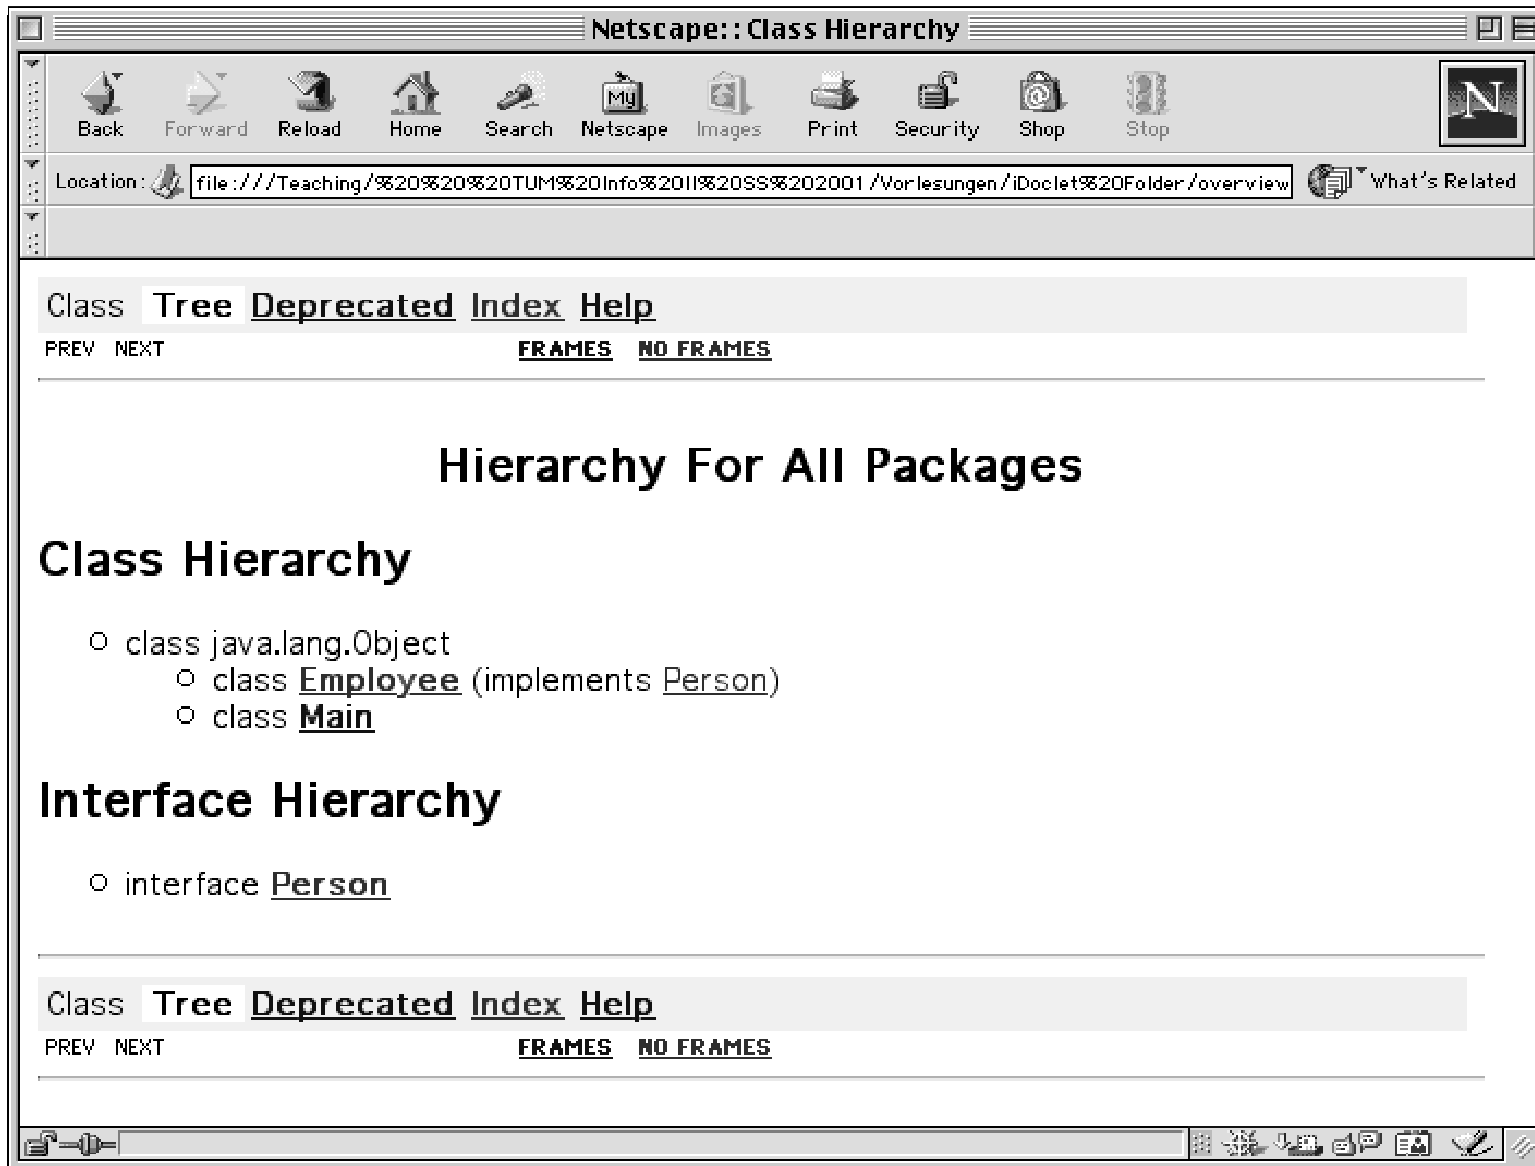 Netscape::Class Hierarchy
Back Forward Reload Home Search Netscape Images Print Security Shop Stop
My
N
Location: file:///Teaching/%20%20%20TUM%20Info%20II%20SS%202001/Vorlesungen/iDoclet%20Folder/overview What's Related
Class Tree Deprecated Index Help
PREV NEXT FRAMES NO FRAMES
Hierarchy For All Packages
Class Hierarchy
class java.lang.Object
class Employee (implements Person)
class Main
Interface Hierarchy
interface Person
Class Tree Deprecated Index Help
PREV NEXT FRAMES NO FRAMES